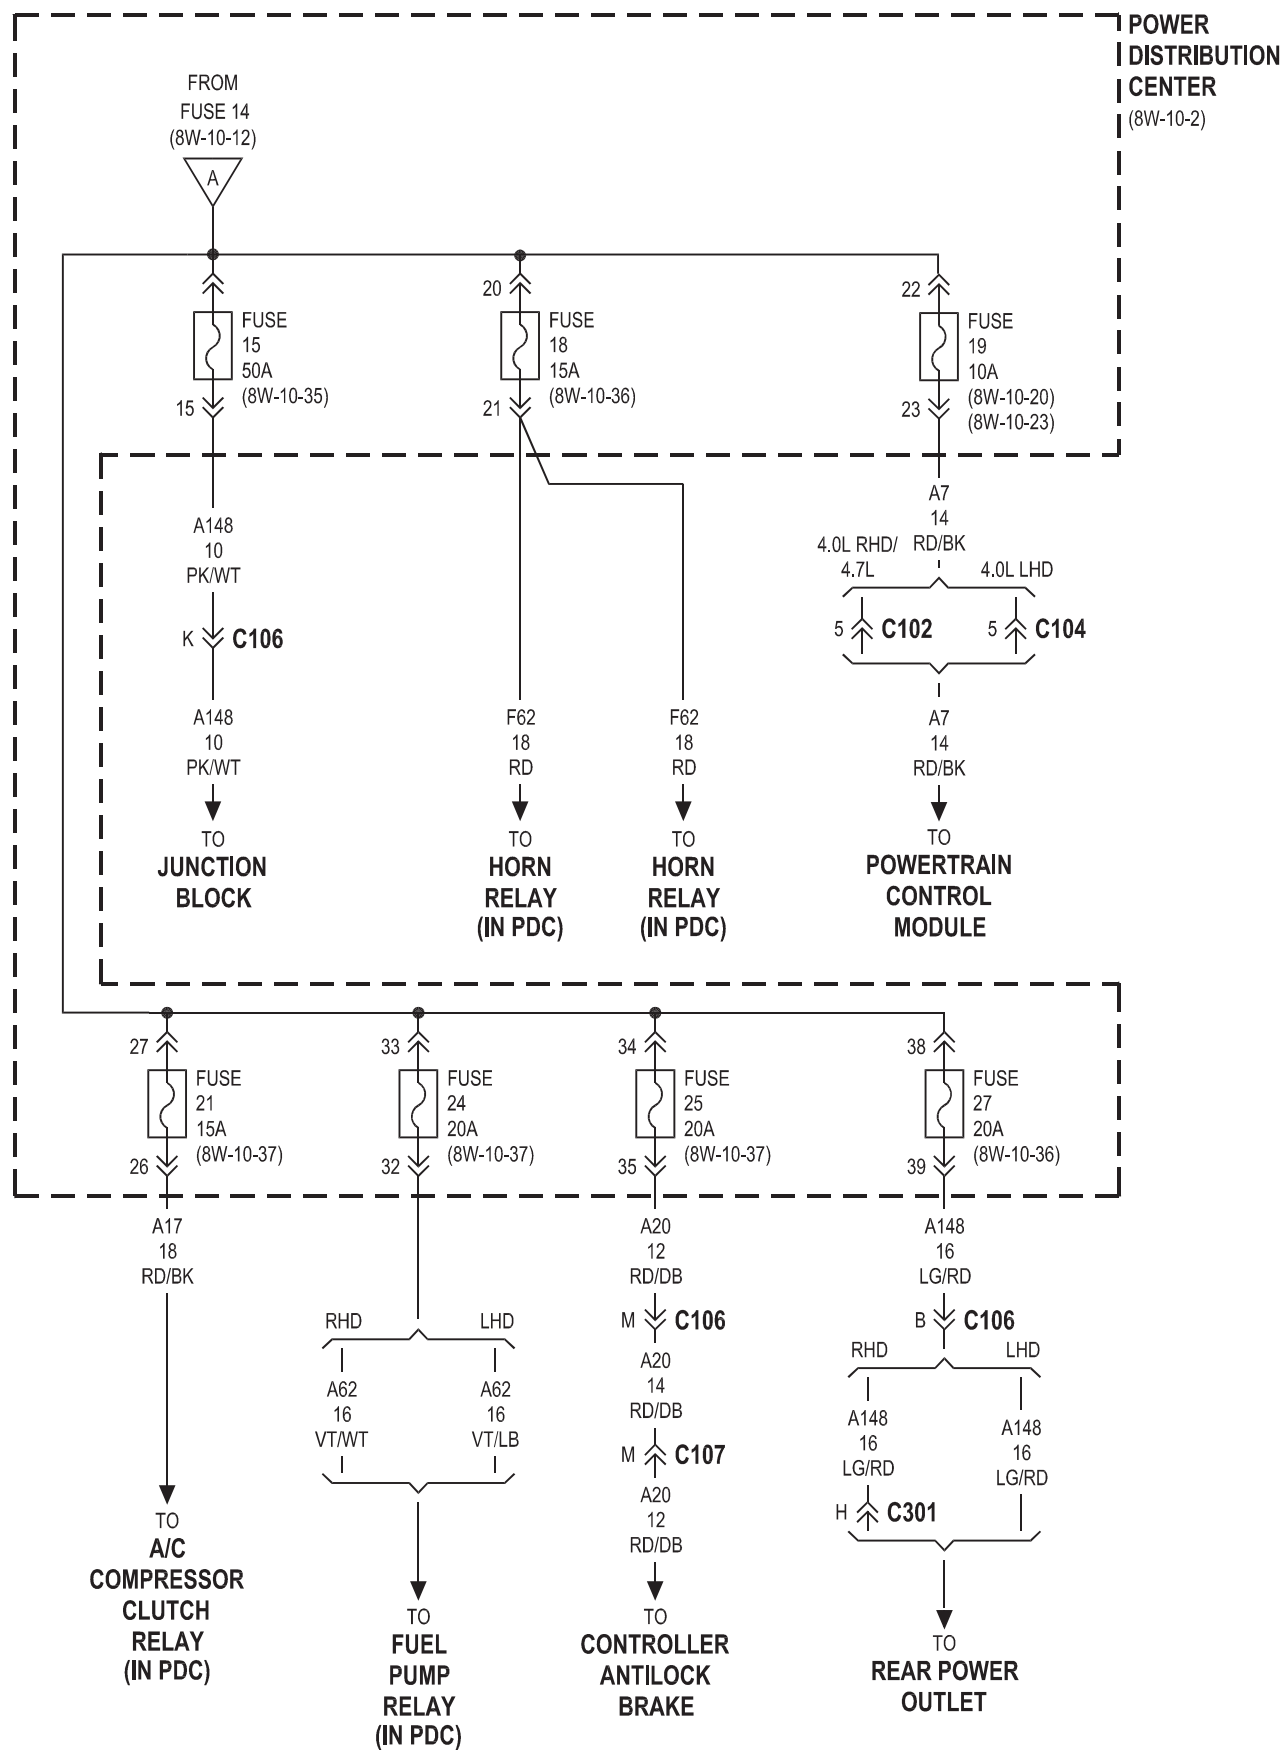 POWER
DISTRIBUTION
CENTER
(8W-10-2)
FROM
FUSE 14
(8W-10-12)
A
FUSE
15
50A
(8W-10-35)
15
20
FUSE
18
15A
(8W-10-36)
21
22
FUSE
19
10A
(8W-10-20)
(8W-10-23)
23
A148
10
PK/WT
K
C106
A148
10
PK/WT
TO
JUNCTION
BLOCK
F62
18
RD
TO
HORN
RELAY
(IN PDC)
F62
18
RD
TO
HORN
RELAY
(IN PDC)
A7
14
RD/BK
4.0L RHD/
4.7L
4.0L LHD
5
C102
5
C104
A7
14
RD/BK
TO
POWERTRAIN
CONTROL
MODULE
27
FUSE
21
15A
(8W-10-37)
26
33
FUSE
24
20A
(8W-10-37)
32
34
FUSE
25
20A
(8W-10-37)
35
38
FUSE
27
20A
(8W-10-36)
39
A17
18
RD/BK
TO
A/C
COMPRESSOR
CLUTCH
RELAY
(IN PDC)
RHD
LHD
A62
16
VT/WT
A62
16
VT/LB
TO
FUEL
PUMP
RELAY
(IN PDC)
A20
12
RD/DB
M
C106
A20
14
RD/DB
M
C107
A20
12
RD/DB
TO
CONTROLLER
ANTILOCK
BRAKE
A148
16
LG/RD
B
C106
RHD
LHD
A148
16
LG/RD
H
C301
A148
16
LG/RD
TO
REAR POWER
OUTLET